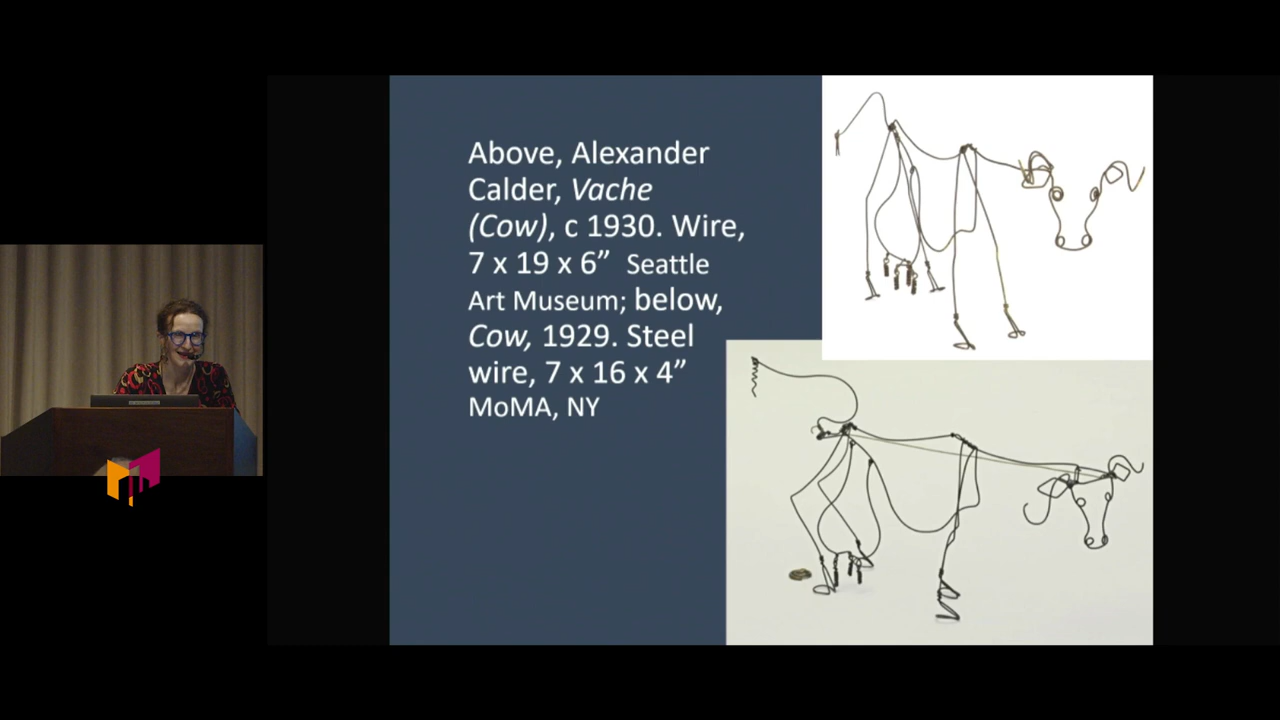 Above, Alexander
Calder, Vache
(Cow), c 1930. Wire,
7 x 19 x 6” Seattle
Art Museum; below,
Cow, 1929. Steel
wire, 7 x 16 x 4”
MoMA, NY